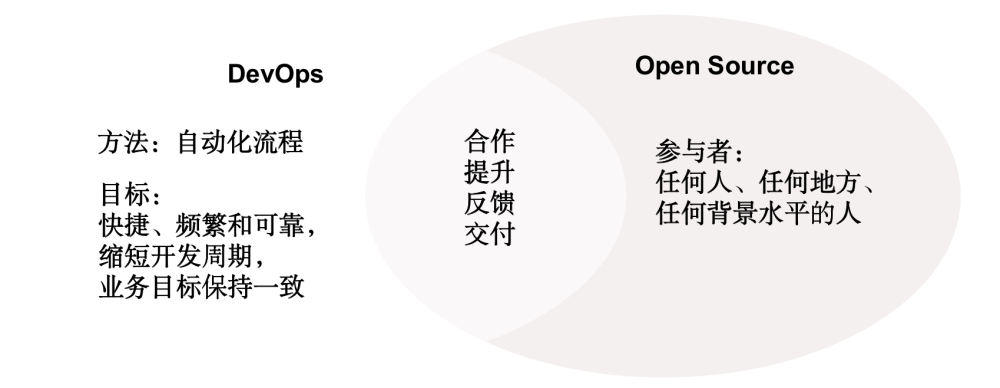 DevOps
方法：自动化流程
目标：
快捷、频繁和可靠，
缩短开发周期，
业务目标保持一致
合作
提升
反馈
交付
Open Source
参与者：
任何人、任何地方、
任何背景水平的人